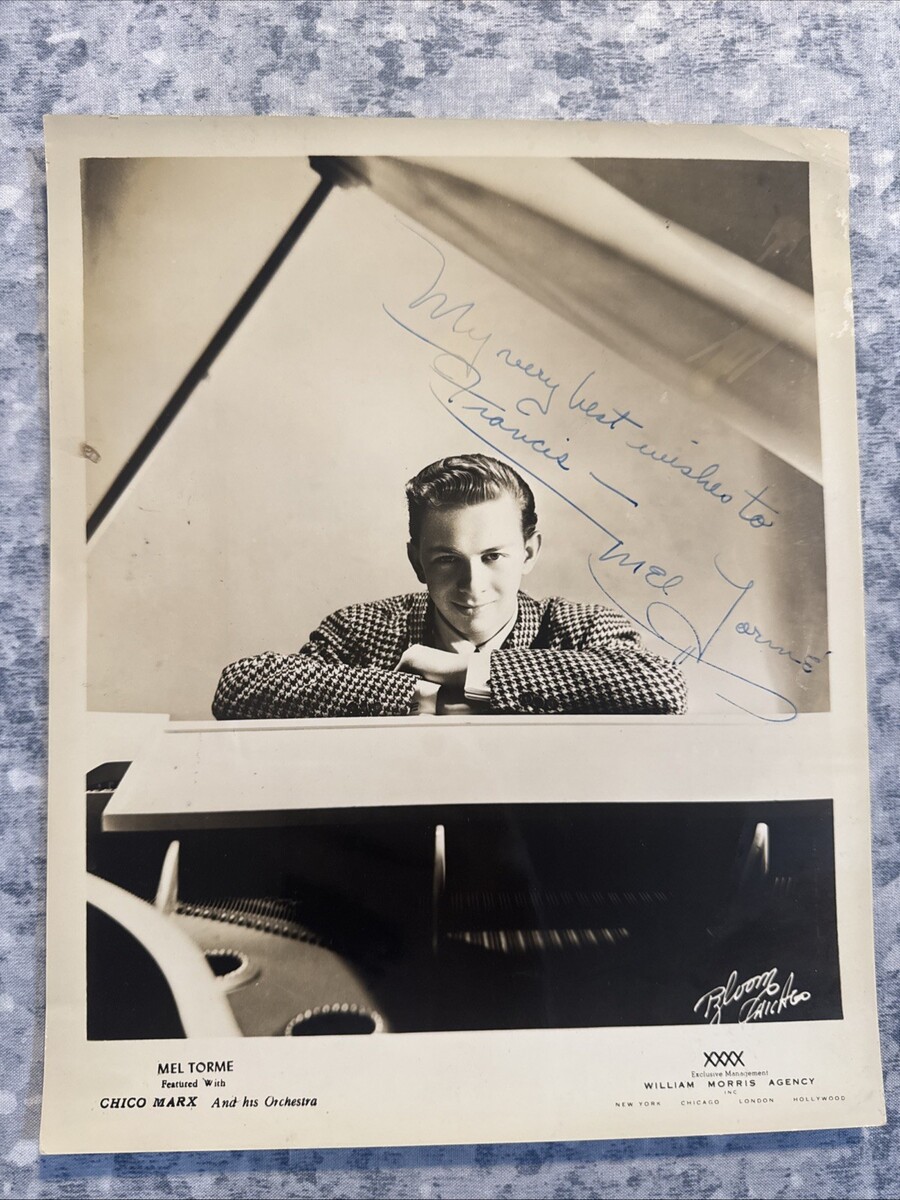 My very best wishes to
Francis —
Mel Tormé
Bloom
CHICAGO
MEL TORME
Featured With
CHICO MARX And his Orchestra
XXXX
Exclusive Management
WILLIAM MORRIS AGENCY
INC
NEW YORK CHICAGO LONDON HOLLYWOOD